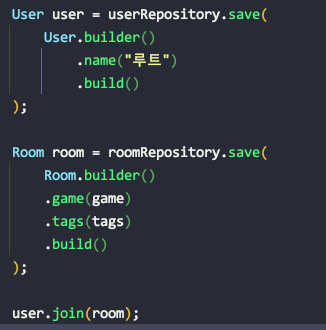 User user = userRepository.save(
    User.builder()
        .name("루트")
        .build()
);

Room room = roomRepository.save(
    Room.builder()
    .game(game)
    .tags(tags)
    .build()
);

user.join(room);